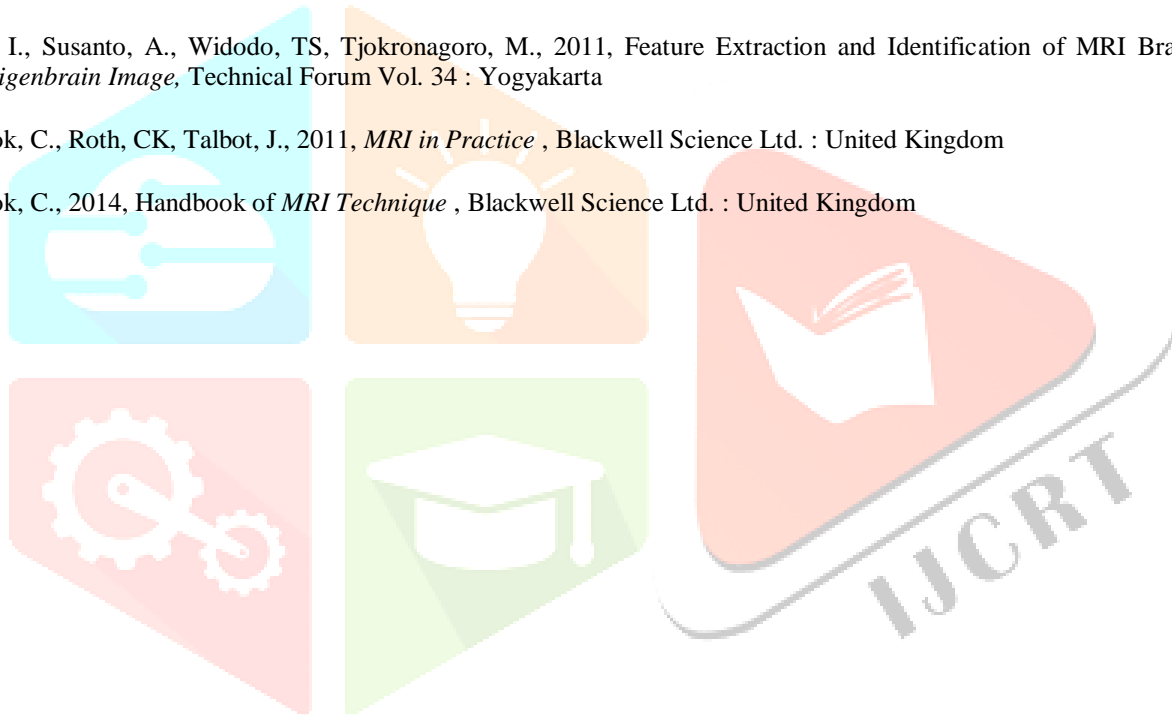 I., Susanto, A., Widodo, TS, Tjokronagoro, M., 2011, Feature Extraction and Identification of MRI Bra
igenbrain Image, Technical Forum Vol. 34 : Yogyakarta
ok, C., Roth, CK, Talbot, J., 2011, MRI in Practice , Blackwell Science Ltd. : United Kingdom
ok, C., 2014, Handbook of MRI Technique , Blackwell Science Ltd. : United Kingdom
IJCRT